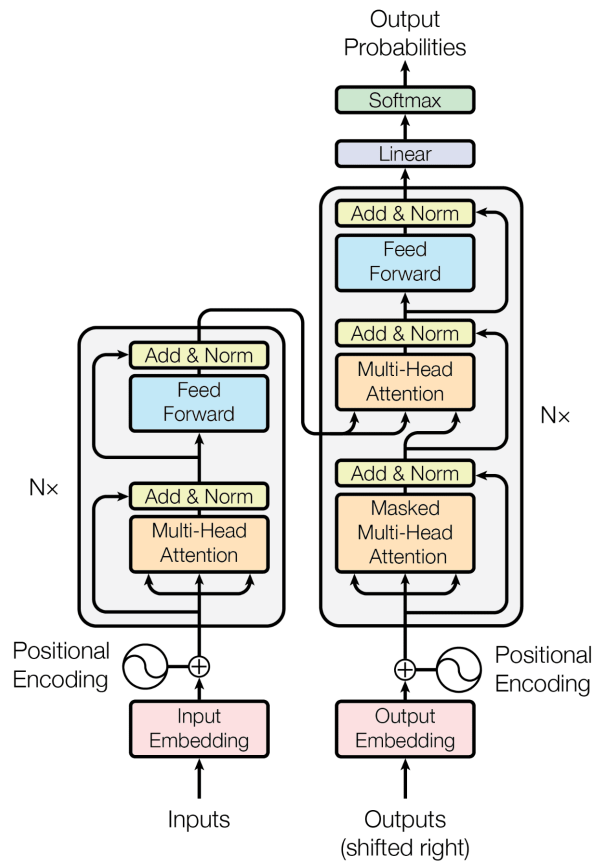 Output
Probabilities
Softmax
Linear
Add & Norm
Feed
Forward
Add & Norm
Multi-Head
Attention
Add & Norm
Masked
Multi-Head
Attention
N×
Add & Norm
Feed
Forward
Add & Norm
Multi-Head
Attention
N×
Positional
Encoding
Positional
Encoding
Input
Embedding
Output
Embedding
Inputs
Outputs
(shifted right)